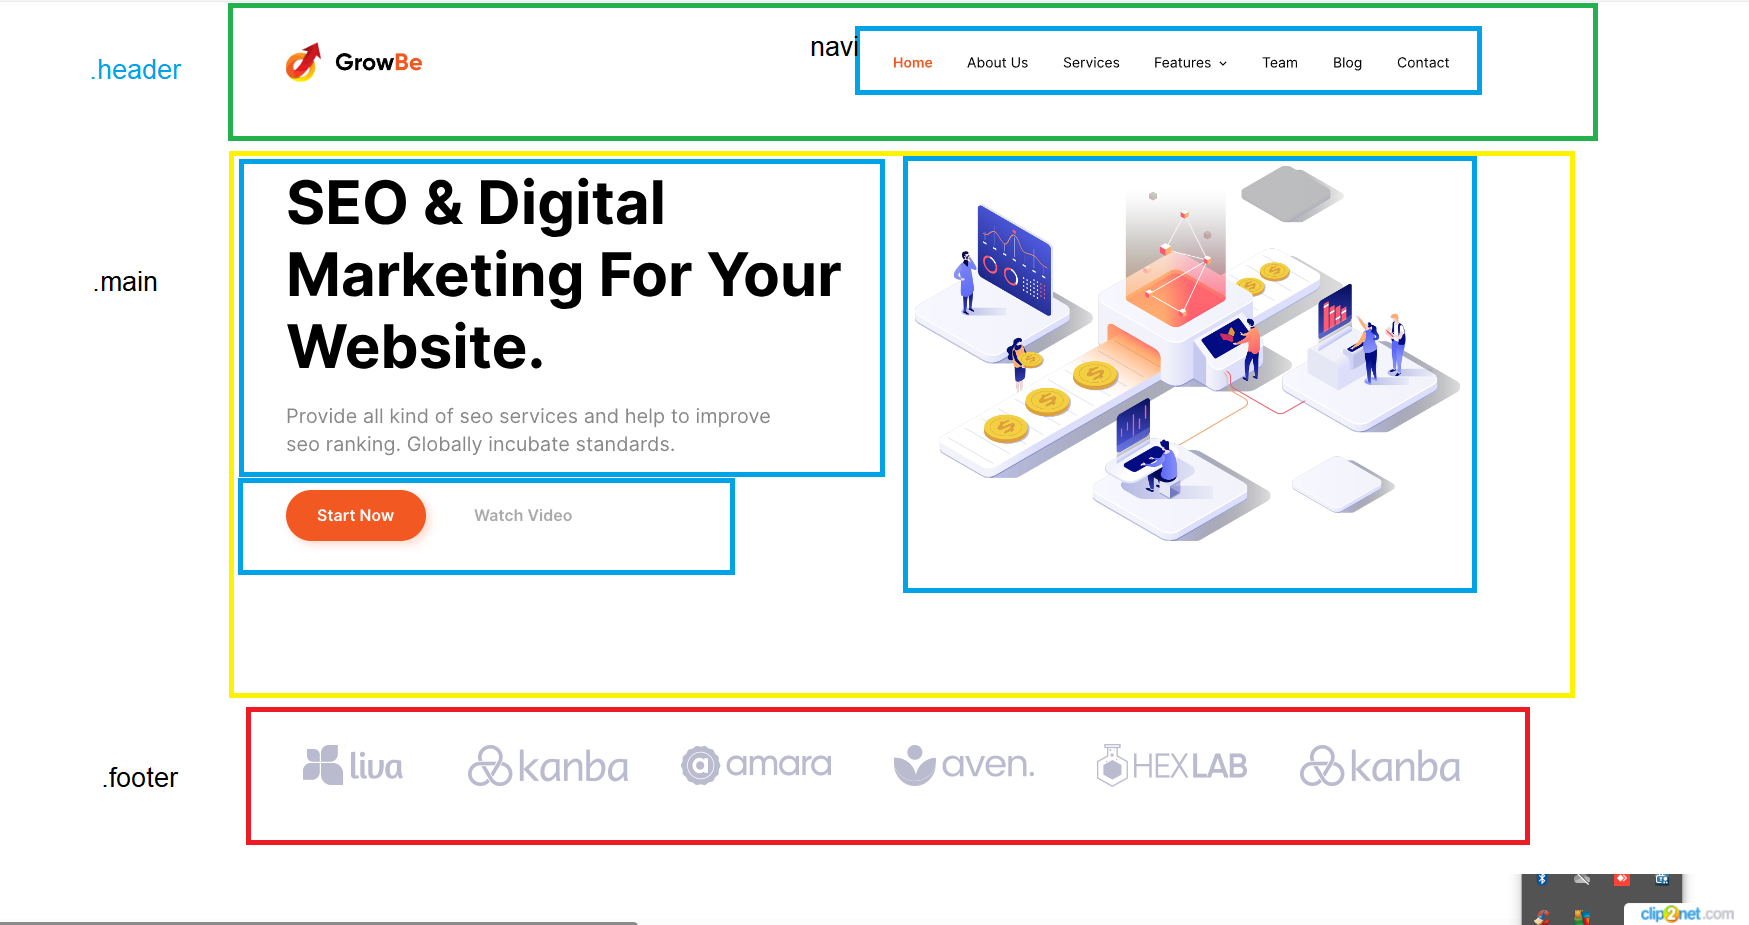 .header
GrowBe
navi
Home About Us Services Features Team Blog Contact
.main
SEO & Digital
Marketing For Your
Website.
Provide all kind of seo services and help to improve
seo ranking. Globally incubate standards.
Start Now Watch Video
.footer
liva kanba amara aven. HEXLAB kanba
clip2net.com